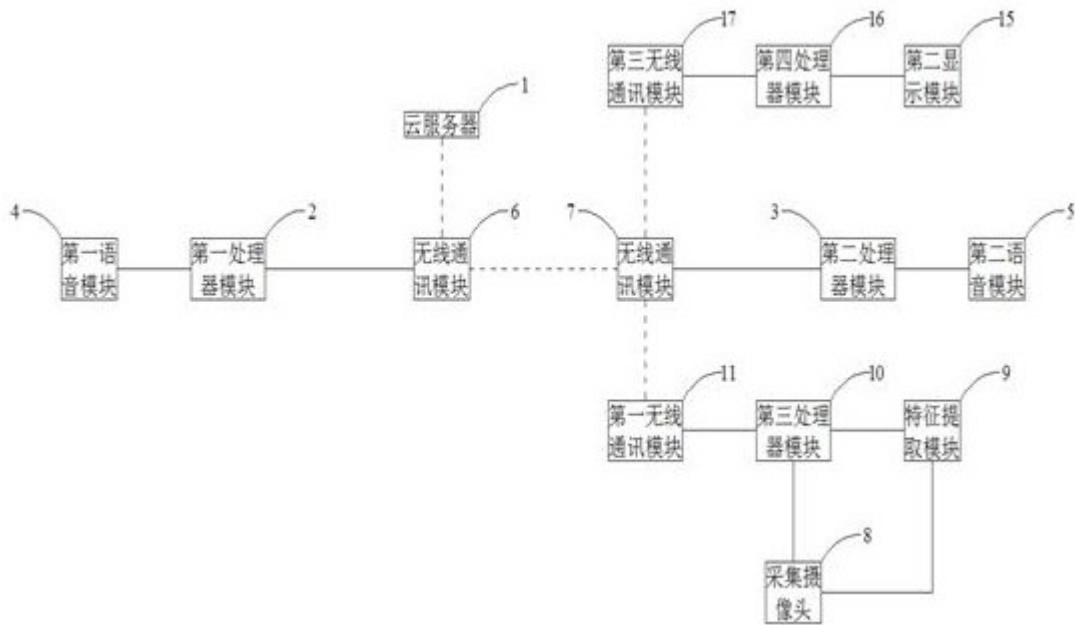 17
16
15
第三无线
通讯模块
第四处理
器模块
第二显
示模块
1
云服务器
4
2
6
7
3
5
第一语
音模块
第一处理
器模块
无线通
讯模块
无线通
讯模块
第二处理
器模块
第二语
音模块
11
10
9
第一无线
通讯模块
第三处理
器模块
特征提
取模块
8
采集摄
像头